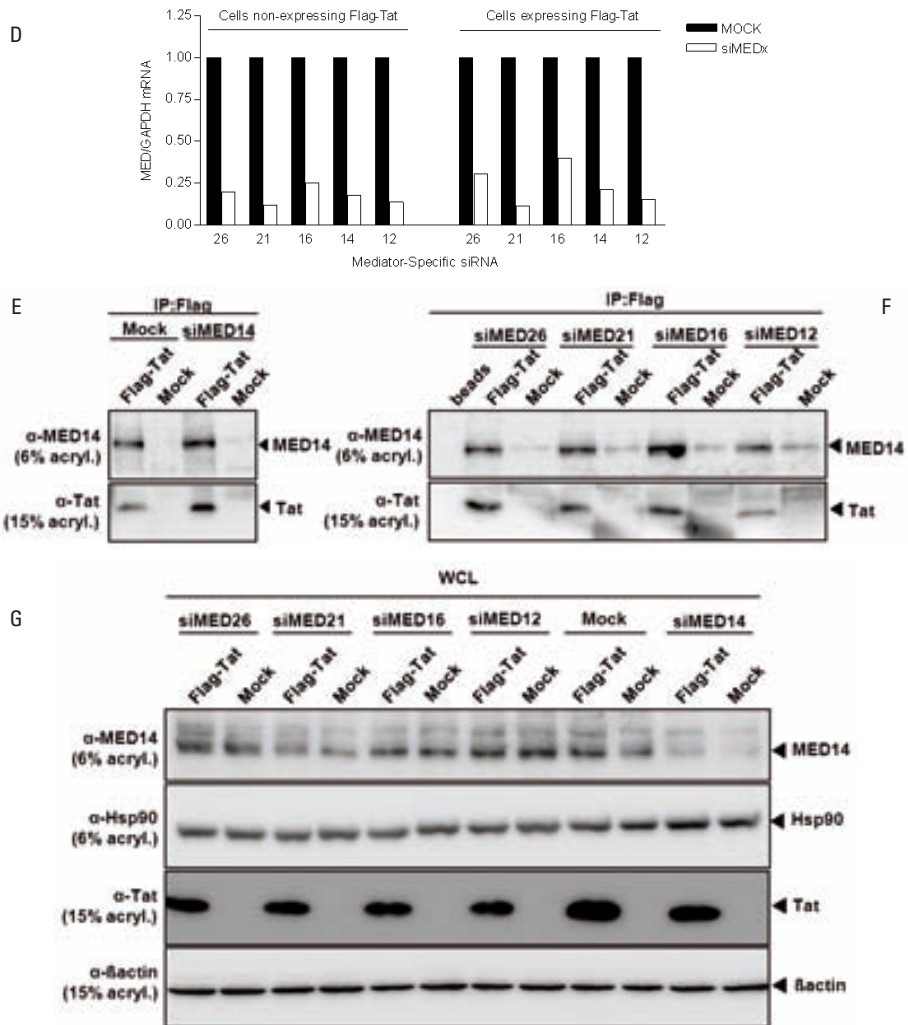 D
Cells non-expressing Flag-Tat
Cells expressing Flag-Tat
MOCK
siMEDx
MED/GAPDH mRNA
1.25
1.00
0.75
0.50
0.25
0.00
26 21 16 14 12 26 21 16 14 12
Mediator-Specific siRNA
E
IP:Flag
Mock siMED14
Flag-Tat Mock Flag-Tat Mock
α-MED14
(6% acryl.)
MED14
α-Tat
(15% acryl.)
Tat
F
IP:Flag
siMED26 siMED21 siMED16 siMED12
beads Flag-Tat Mock Flag-Tat Mock Flag-Tat Mock Flag-Tat Mock
α-MED14
(6% acryl.)
MED14
α-Tat
(15% acryl.)
Tat
G
WCL
siMED26 siMED21 siMED16 siMED12 Mock siMED14
Flag-Tat Mock Flag-Tat Mock Flag-Tat Mock Flag-Tat Mock Flag-Tat Mock Flag-Tat Mock
α-MED14
(6% acryl.)
MED14
α-Hsp90
(6% acryl.)
Hsp90
α-Tat
(15% acryl.)
Tat
α-ßactin
(15% acryl.)
ßactin